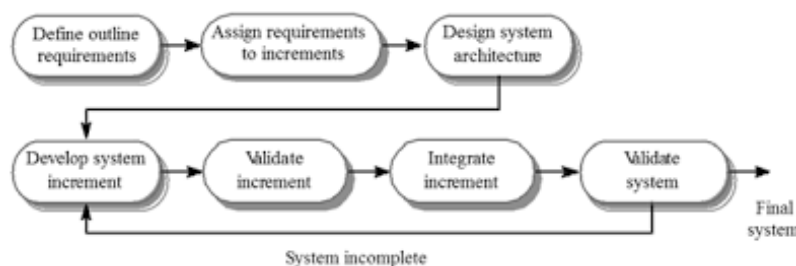 Define outline
requirements
Assign requirements
to increments
Design system
architecture
Develop system
increment
Validate
increment
Integrate
increment
Validate
system
Final
system
System incomplete